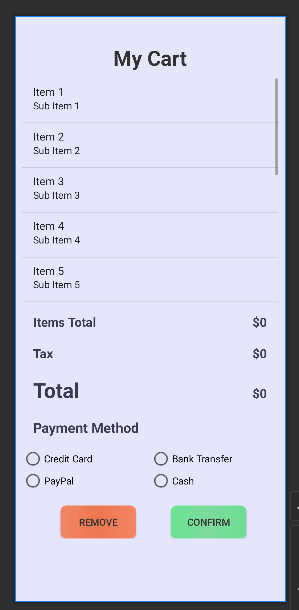 My Cart
Item 1
Sub Item 1
Item 2
Sub Item 2
Item 3
Sub Item 3
Item 4
Sub Item 4
Item 5
Sub Item 5
Items Total $0
Tax $0
Total $0
Payment Method
Credit Card Bank Transfer
PayPal Cash
REMOVE CONFIRM